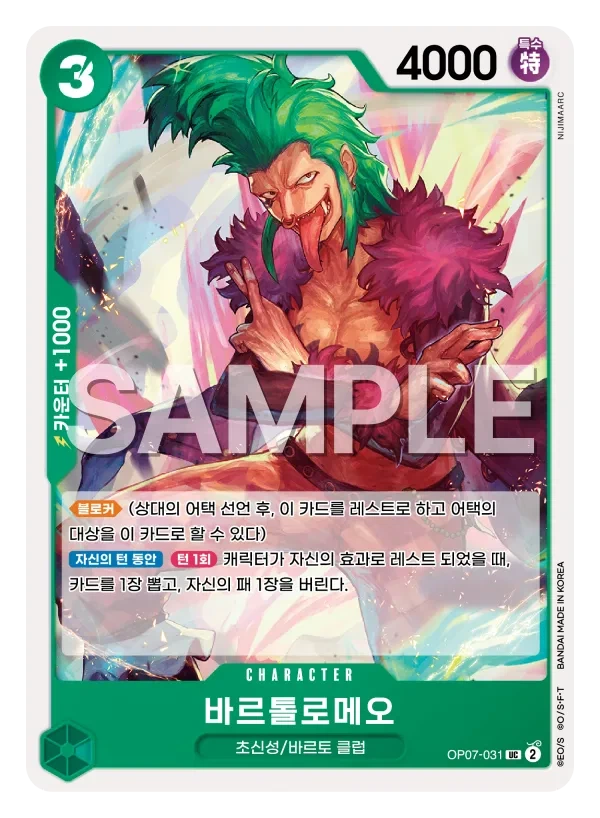 3
4000
특수
特
NIJIMAARC
카운터 +1000
SAMPLE
블로커 (상대의 어택 선언 후, 이 카드를 레스트로 하고 어택의
대상을 이 카드로 할 수 있다)
자신의 턴 동안 턴 1회 캐릭터가 자신의 효과로 레스트 되었을 때,
카드를 1장 뽑고, 자신의 패 1장을 버린다.
CHARACTER
바르톨로메오
초신성/바르토 클럽
OP07-031 UC 2
©EO/S ©O/S·F·T BANDAI MADE IN KOREA